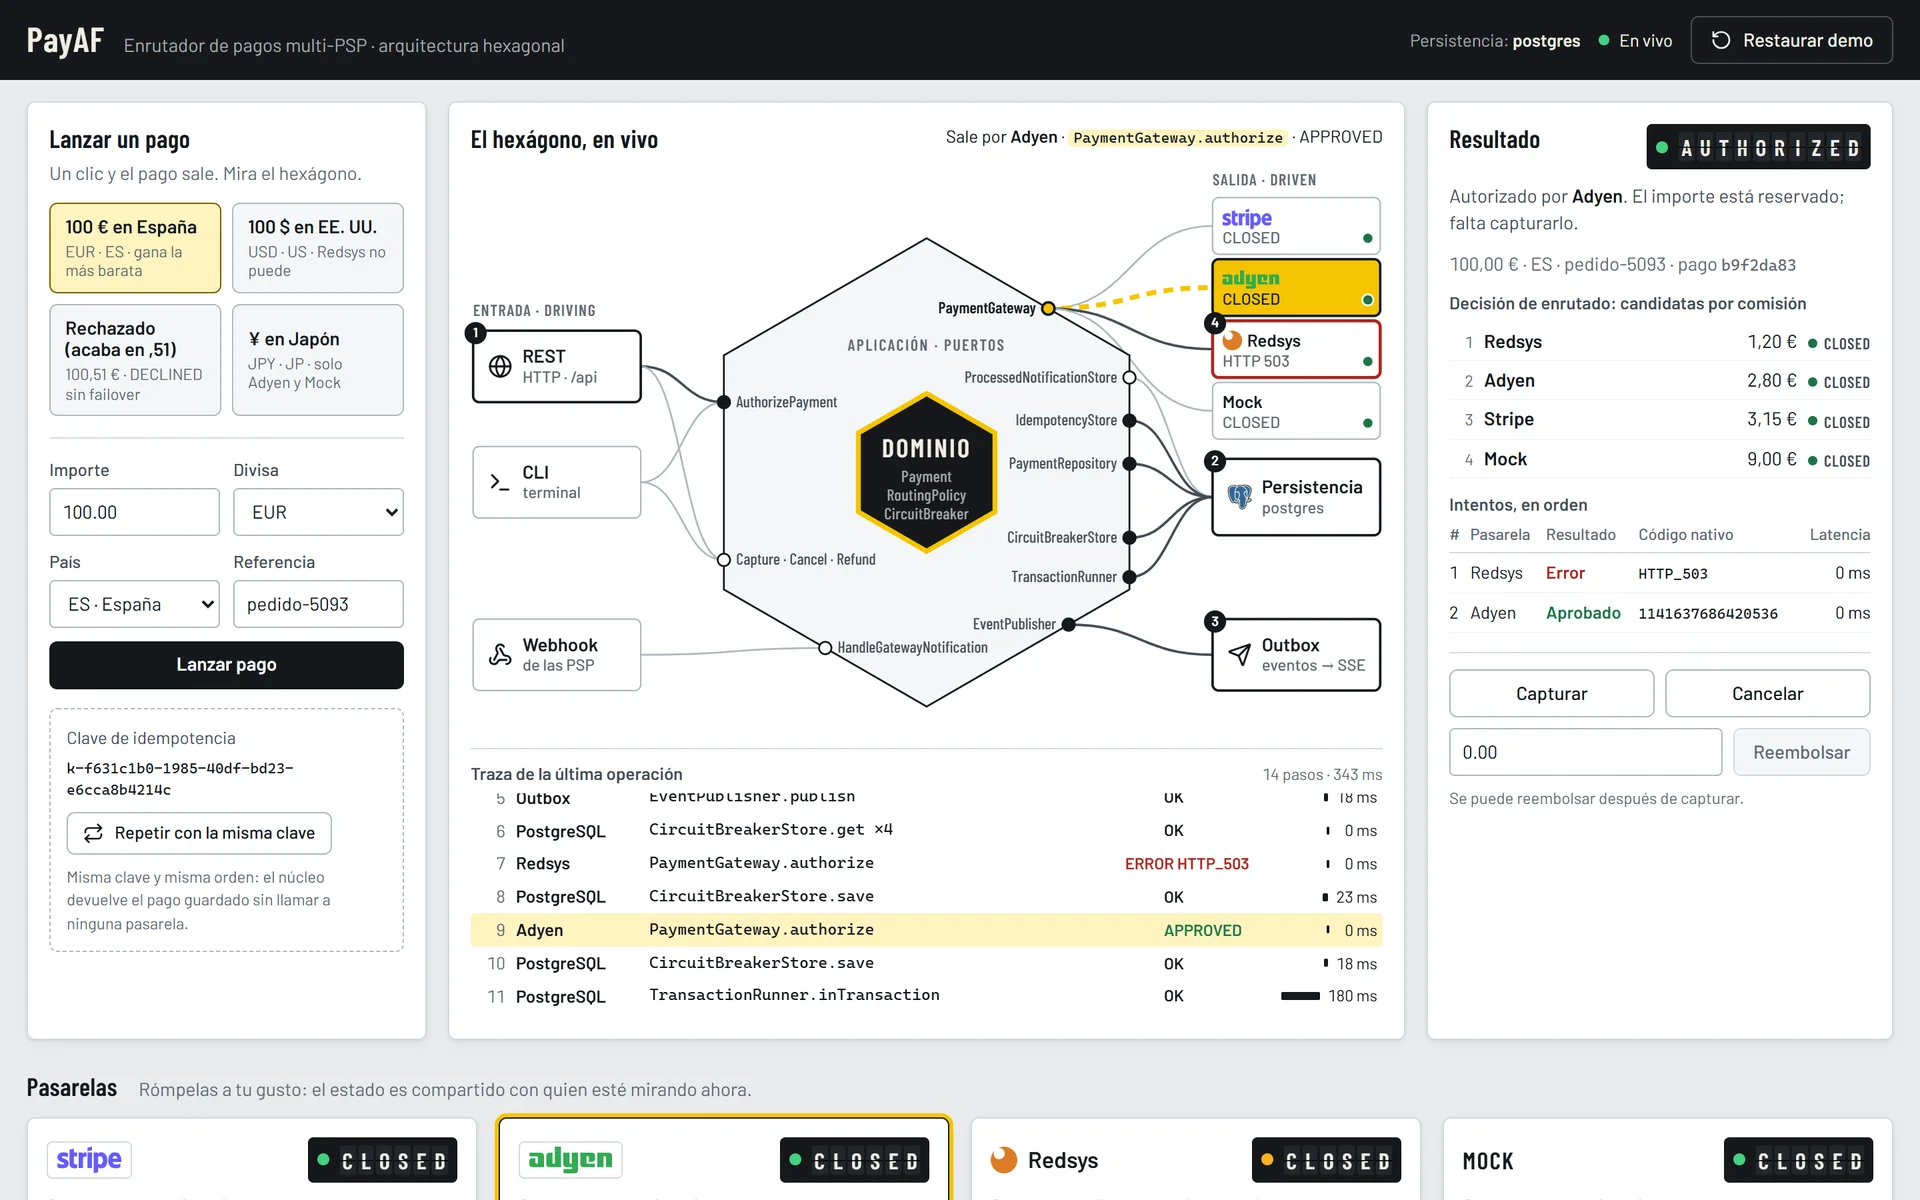 PayAF
Enrutador de pagos multi-PSP · arquitectura hexagonal
Persistencia: postgres
En vivo
Restaurar demo
Lanzar un pago
Un clic y el pago sale. Mira el hexágono.
100 € en España
EUR · ES · gana la
más barata
100 $ en EE. UU.
USD · US · Redsys no
puede
Rechazado
(acaba en ,51)
100,51 € · DECLINED
sin failover
¥ en Japón
JPY · JP · solo
Adyen y Mock
Importe
Divisa
100.00
EUR
País
Referencia
ES · España
pedido-5093
Lanzar pago
Clave de idempotencia
k-f631c1b0-1985-40df-bd23-
e6cca8b4214c
Repetir con la misma clave
Misma clave y misma orden: el núcleo
devuelve el pago guardado sin llamar a
ninguna pasarela.
El hexágono, en vivo
Sale por Adyen · PaymentGateway.authorize · APPROVED
SALIDA · DRIVEN
stripe
CLOSED
adyen
CLOSED
4
Redsys
HTTP 503
Mock
CLOSED
ENTRADA · DRIVING
1
REST
HTTP · /api
CLI
terminal
Webhook
de las PSP
PaymentGateway
APLICACIÓN · PUERTOS
ProcessedNotificationStore
AuthorizePayment
IdempotencyStore
PaymentRepository
DOMINIO
Payment
RoutingPolicy
CircuitBreaker
CircuitBreakerStore
Capture · Cancel · Refund
TransactionRunner
EventPublisher
HandleGatewayNotification
2
Persistencia
postgres
3
Outbox
eventos → SSE
Traza de la última operación
14 pasos · 343 ms
5 Outbox EventPublisher.publish OK 18 ms
6 PostgreSQL CircuitBreakerStore.get ×4 OK 0 ms
7 Redsys PaymentGateway.authorize ERROR HTTP_503 0 ms
8 PostgreSQL CircuitBreakerStore.save OK 23 ms
9 Adyen PaymentGateway.authorize APPROVED 0 ms
10 PostgreSQL CircuitBreakerStore.save OK 18 ms
11 PostgreSQL TransactionRunner.inTransaction OK 180 ms
Resultado
AUTHORIZED
Autorizado por Adyen. El importe está reservado;
falta capturarlo.
100,00 € · ES · pedido-5093 · pago b9f2da83
Decisión de enrutado: candidatas por comisión
1 Redsys 1,20 € CLOSED
2 Adyen 2,80 € CLOSED
3 Stripe 3,15 € CLOSED
4 Mock 9,00 € CLOSED
Intentos, en orden
# Pasarela Resultado Código nativo Latencia
1 Redsys Error HTTP_503 0 ms
2 Adyen Aprobado 1141637686420536 0 ms
Capturar
Cancelar
0.00
Reembolsar
Se puede reembolsar después de capturar.
Pasarelas
Rómpelas a tu gusto: el estado es compartido con quien esté mirando ahora.
stripe
CLOSED
adyen
CLOSED
Redsys
CLOSED
MOCK
CLOSED